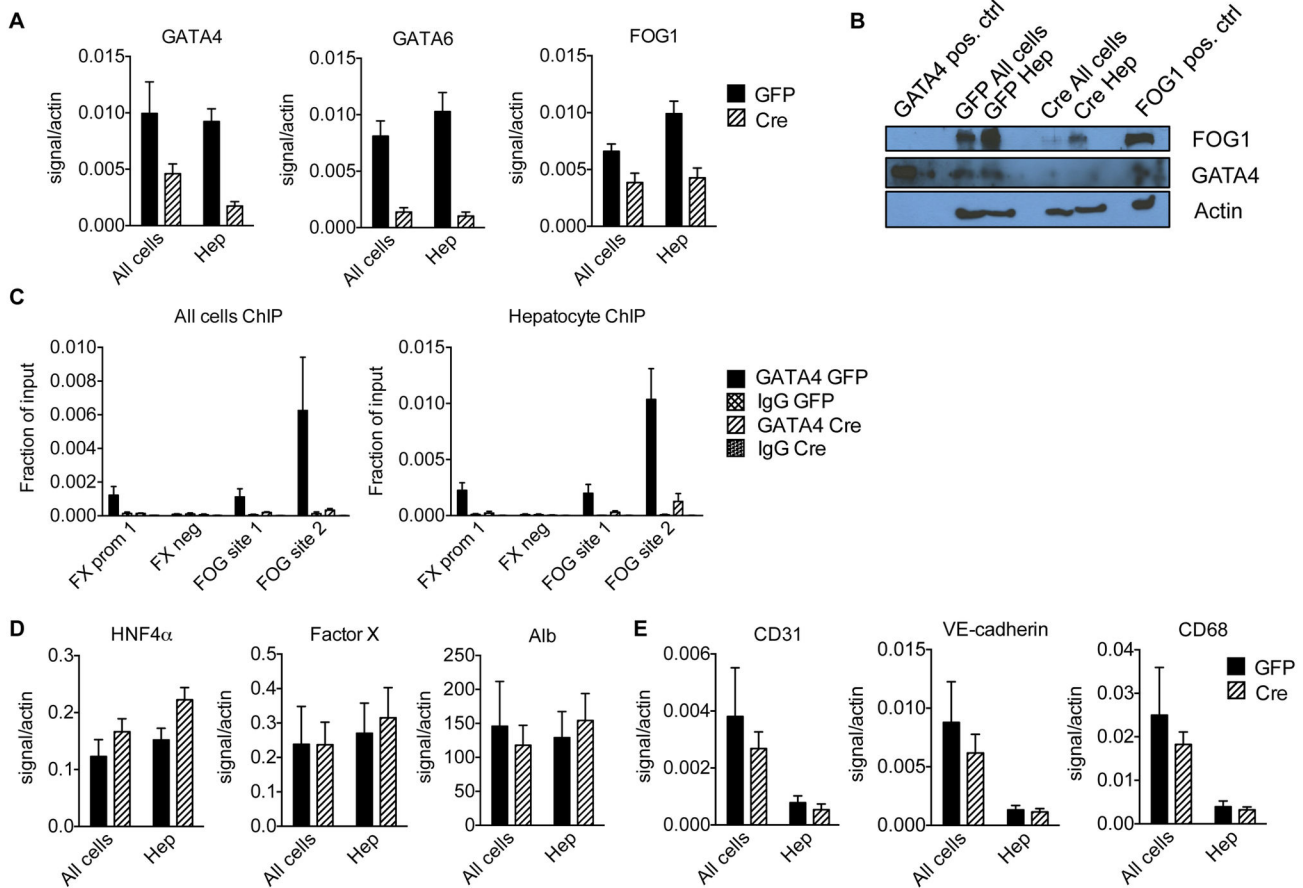 A
GATA4
signal/actin
0.015
0.010
0.005
0.000
All cells
Hep
GATA6
signal/actin
0.015
0.010
0.005
0.000
All cells
Hep
FOG1
signal/actin
0.015
0.010
0.005
0.000
All cells
Hep
GFP
Cre
B
GATA4 pos. ctrl
GFP All cells
GFP Hep
Cre All cells
Cre Hep
FOG1 pos. ctrl
FOG1
GATA4
Actin
C
All cells ChIP
Fraction of input
0.010
0.008
0.006
0.004
0.002
0.000
FX prom 1
FX neg
FOG site 1
FOG site 2
Hepatocyte ChIP
Fraction of input
0.015
0.010
0.005
0.000
FX prom 1
FX neg
FOG site 1
FOG site 2
GATA4 GFP
IgG GFP
GATA4 Cre
IgG Cre
D
HNF4α
signal/actin
0.3
0.2
0.1
0.0
All cells
Hep
Factor X
signal/actin
0.5
0.4
0.3
0.2
0.1
0.0
All cells
Hep
Alb
signal/actin
250
200
150
100
50
0
All cells
Hep
E
CD31
signal/actin
0.006
0.004
0.002
0.000
All cells
Hep
VE-cadherin
signal/actin
0.015
0.010
0.005
0.000
All cells
Hep
CD68
signal/actin
0.04
0.03
0.02
0.01
0.00
All cells
Hep
GFP
Cre